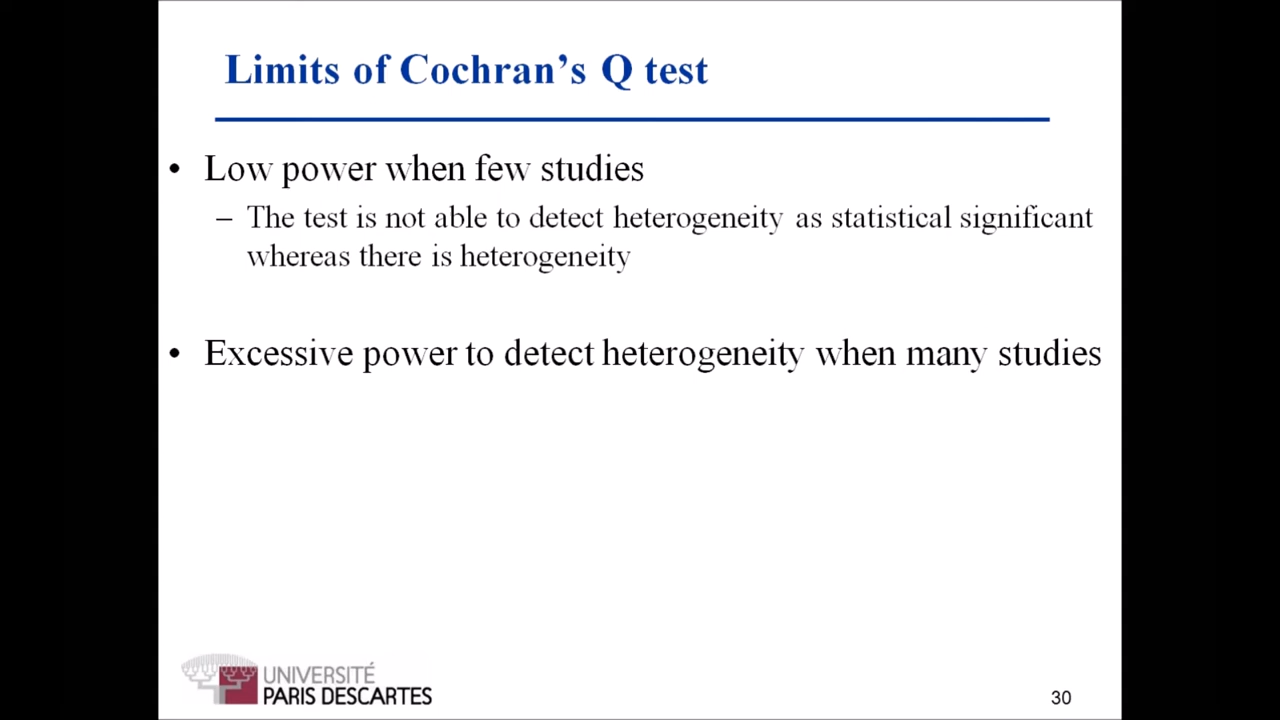 Limits of Cochran’s Q test
• Low power when few studies
– The test is not able to detect heterogeneity as statistical significant
whereas there is heterogeneity
• Excessive power to detect heterogeneity when many studies
UNIVERSITÉ
PARIS DESCARTES
30